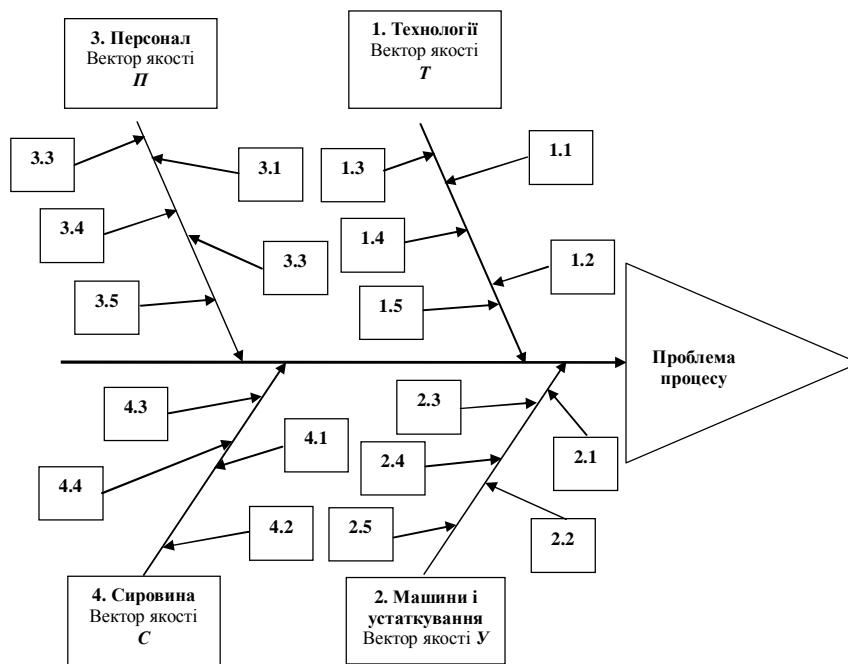 3. Персонал
Вектор якості
П
1. Технології
Вектор якості
Т
3.3
3.1
3.4
3.3
3.5
1.3
1.1
1.4
1.2
1.5
Проблема
процесу
4.3
4.1
4.4
4.2
2.3
2.1
2.4
2.2
2.5
4. Сировина
Вектор якості
С
2. Машини і
устаткування
Вектор якості У